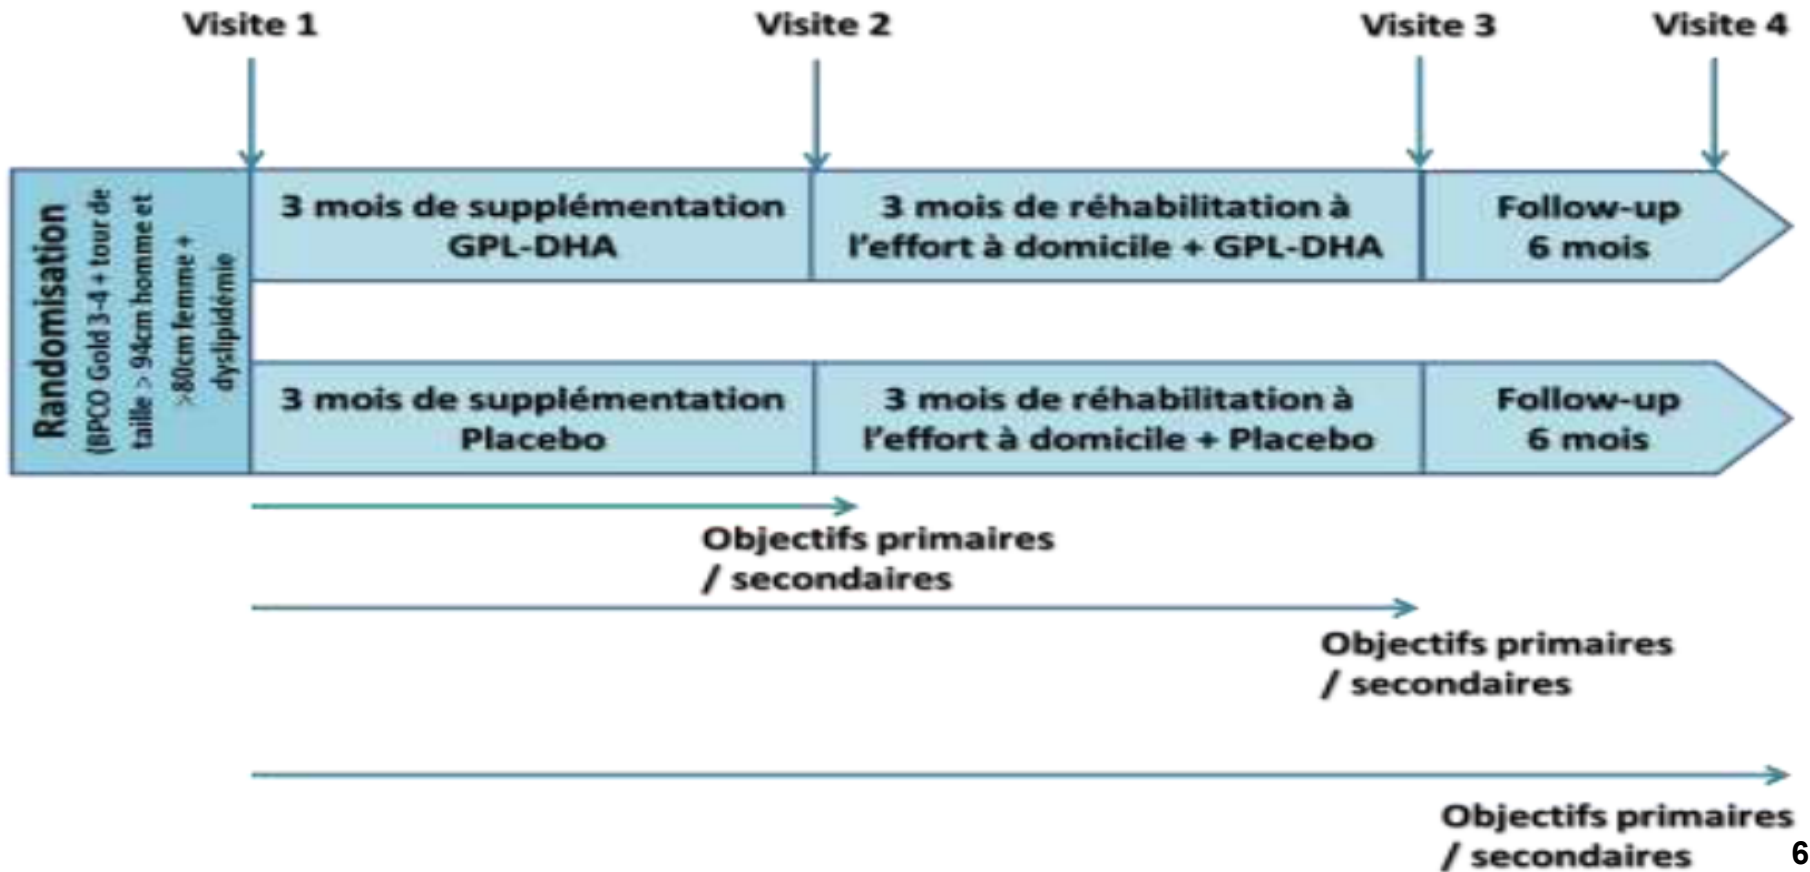 Visite 1
Visite 2
Visite 3
Visite 4
Randomisation
(BPCO Gold 3-4 + tour de
taille > 94cm homme et
>80cm femme +
dyslipidémie
3 mois de supplémentation
GPL-DHA
3 mois de réhabilitation à
l'effort à domicile + GPL-DHA
Follow-up
6 mois
3 mois de supplémentation
Placebo
3 mois de réhabilitation à
l'effort à domicile + Placebo
Follow-up
6 mois
Objectifs primaires
/ secondaires
Objectifs primaires
/ secondaires
Objectifs primaires
/ secondaires
6